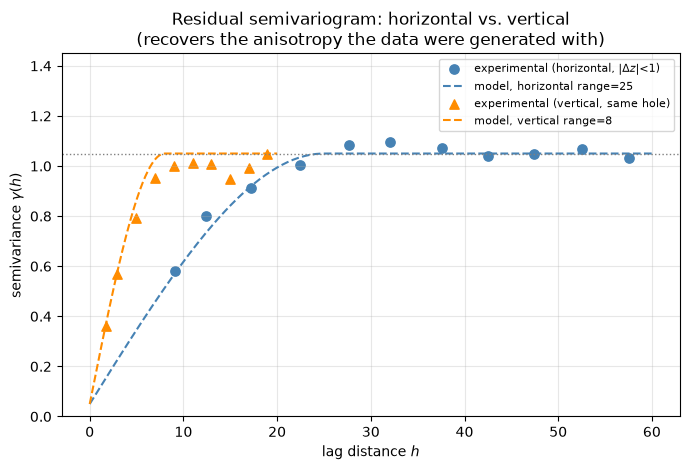 Residual semivariogram: horizontal vs. vertical
(recovers the anisotropy the data were generated with)
semivariance γ(h)
1.4
1.2
1.0
0.8
0.6
0.4
0.2
0.0
experimental (horizontal, |Δz|<1)
model, horizontal range=25
experimental (vertical, same hole)
model, vertical range=8
0 10 20 30 40 50 60
lag distance h